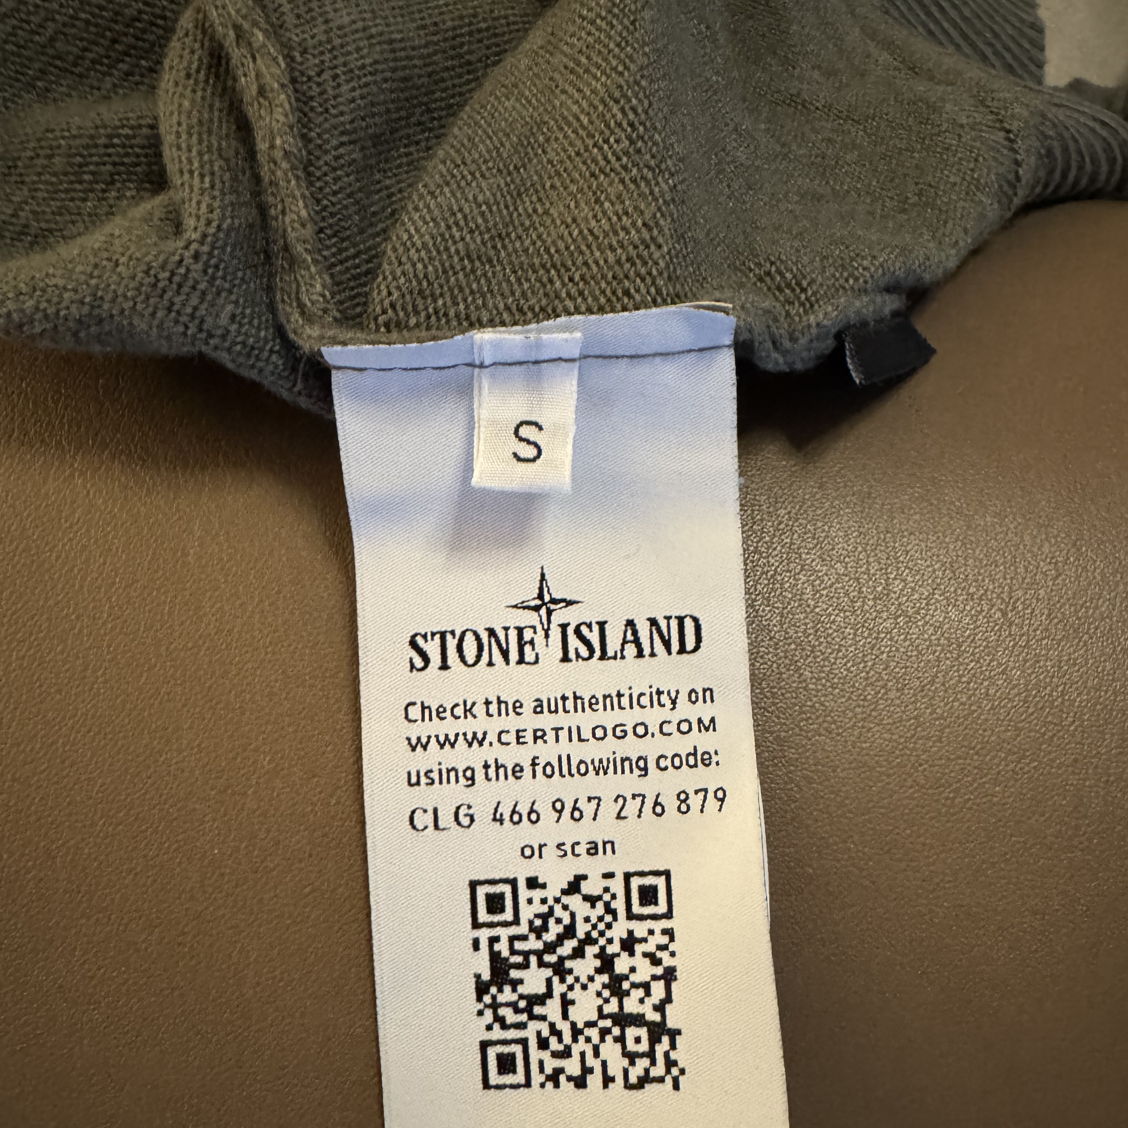 S
STONE ISLAND
Check the authenticity on
WWW.CERTILOGO.COM
using the following code:
CLG 466 967 276 879
or scan